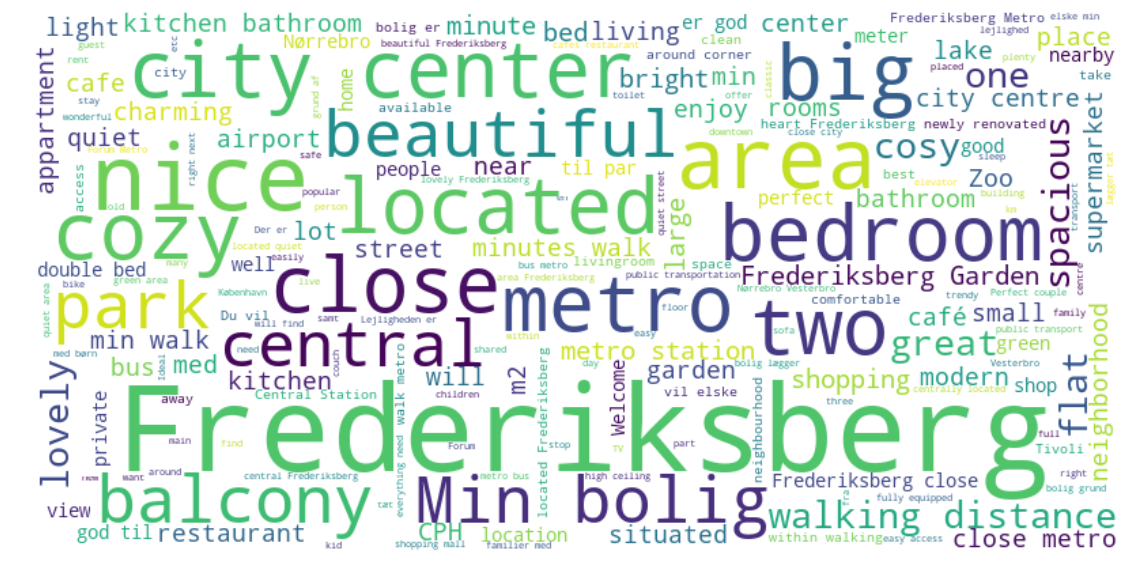 light
kitchen bathroom
bolig er
minute
bed
living
er god
center
Frederiksberg Metro
elske min
guest
Nørrebro
beautiful Frederiksberg
cafes restaurant
clean
meter
lejlighed
place
rent
city center
around corner
big
lake
plenty
nearby
appartment
cafe
city
etc
home
bright
min
classic
placed
one
take
stay
grund af
toilet
offer
city centre
wonderful
charming
available
enjoy
rooms
quiet
airport
beautiful
heart Frederiksberg
newly renovated
supermarket
Forum Metro
right next
safe
downtown
close city
area
cosy
good
spacious
access
nice
people
near
til par
sleep
best
Zoo
elevator
transport
lægger tæt
popular
lovely Frederiksberg
perfect
bathroom
building
old
person
located
quiet street
large
km
cozy
Der er
lot
street
minutes walk
bedroom
located quiet
many
easily
well
bus metro
livingroom
space
double bed
green area
close
area Frederiksberg
public transportation
Frederiksberg Garden
centre
bike
København
live
metro
Nørrebro Vesterbro
trendy
Perfect couple
quiet area
park
Du vil
will find
samt
Lejligheden er
floor
comfortable
family
two
café
small
public transport
min walk
central
within
easy
sofa
great
green
neighborhood
med børn
Ideal
need
couch
shared
metro station
day
bolig lægger
Vesterbro
bus
med
kitchen
will
m2
garden
shopping
modern
centrally located
shop
flat
lovely
private
away
Central Station
children
walk metro
Welcome
vil elske
three
Frederiksberg
main
find
everything need
Forum
located Frederiksberg
stop
TV
part
neighbourhood
full
Tivoli
around
want
central Frederiksberg
metro bus
high ceiling
Frederiksberg close
right
view
balcony
tæt
Min bolig
fra
fully equipped
bolig grund
god til
restaurant
CPH
location
situated
walking distance
kid
shopping mall
familier med
within walking
easy access
close metro